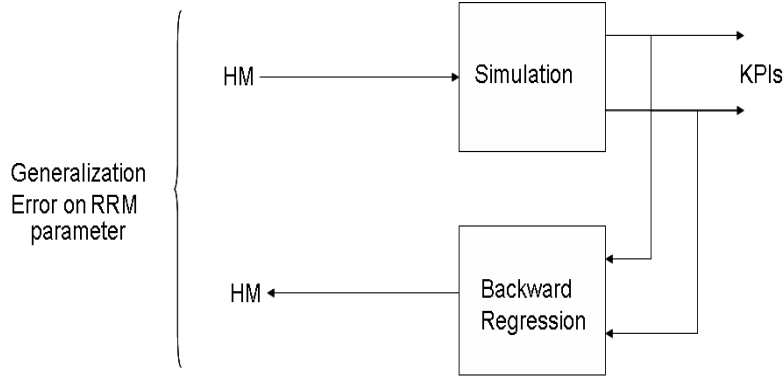 HM
Simulation
KPIs
Generalization
Error on RRM
parameter
HM
Backward
Regression